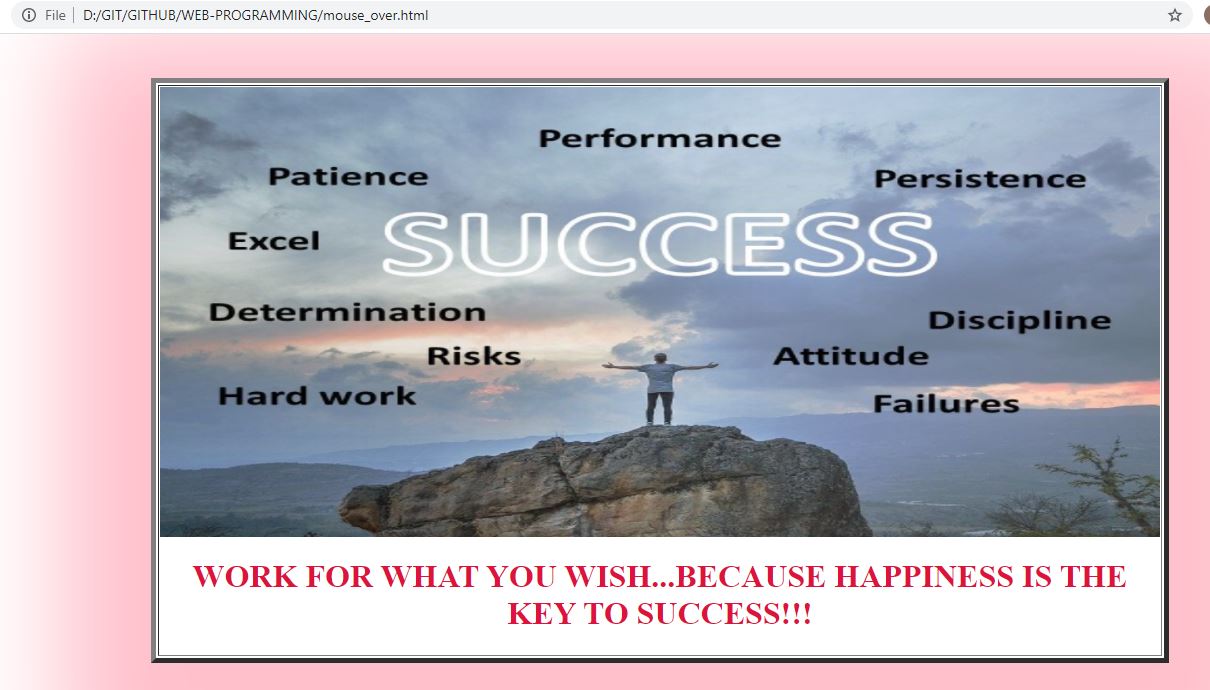 File
D:/GIT/GITHUB/WEB-PROGRAMMING/mouse_over.html
Performance
Patience
Persistence
Excel
SUCCESS
Determination
Discipline
Risks
Attitude
Hard work
Failures
WORK FOR WHAT YOU WISH...BECAUSE HAPPINESS IS THE
KEY TO SUCCESS!!!